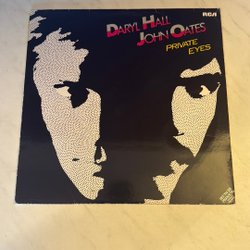 RCA
DARYL HALL
JOHN OATES
PRIVATE
EYES